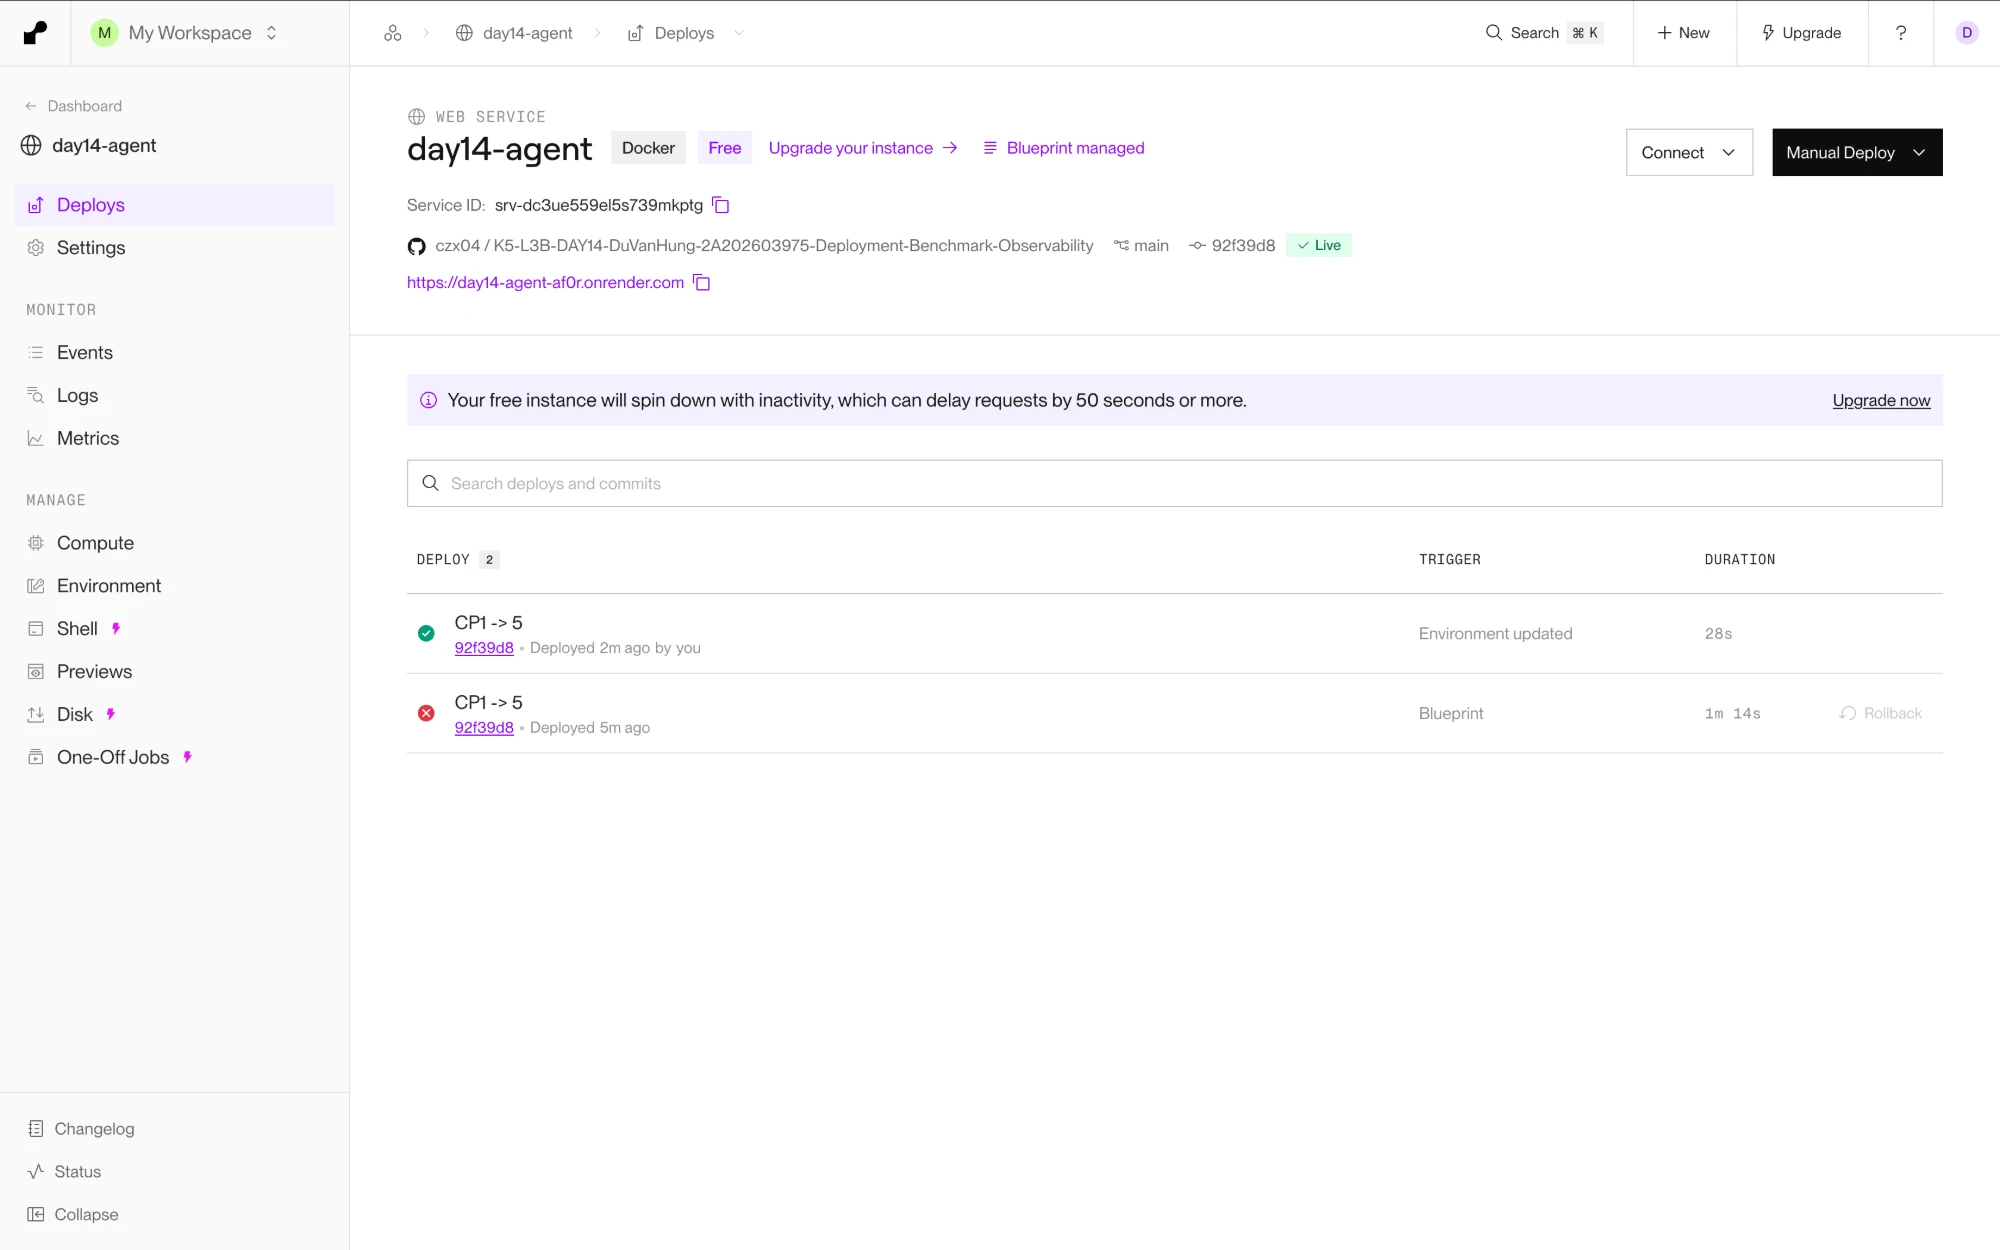 M My Workspace
day14-agent
Deploys
Search ⌘ K
+ New
Upgrade
?
D
← Dashboard
day14-agent
Deploys
Settings
MONITOR
Events
Logs
Metrics
MANAGE
Compute
Environment
Shell
Previews
Disk
One-Off Jobs
Changelog
Status
Collapse
WEB SERVICE
day14-agent Docker Free Upgrade your instance → Blueprint managed
Connect
Manual Deploy
Service ID: srv-dc3ue559el5s739mkptg
czx04 / K5-L3B-DAY14-DuVanHung-2A202603975-Deployment-Benchmark-Observability main 92f39d8 Live
https://day14-agent-af0r.onrender.com
Your free instance will spin down with inactivity, which can delay requests by 50 seconds or more. Upgrade now
Search deploys and commits
DEPLOY 2 TRIGGER DURATION
CP1 -> 5
92f39d8 Deployed 2m ago by you
Environment updated 28s
CP1 -> 5
92f39d8 Deployed 5m ago
Blueprint 1m 14s Rollback